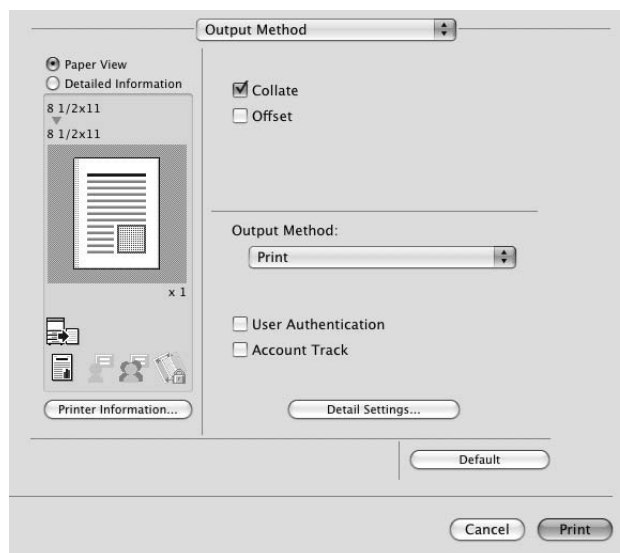 Output Method
Paper View
Detailed Information
8 1/2x11
8 1/2x11
x 1
Printer Information...
Collate
Offset
Output Method:
Print
User Authentication
Account Track
Detail Settings...
Default
Cancel
Print